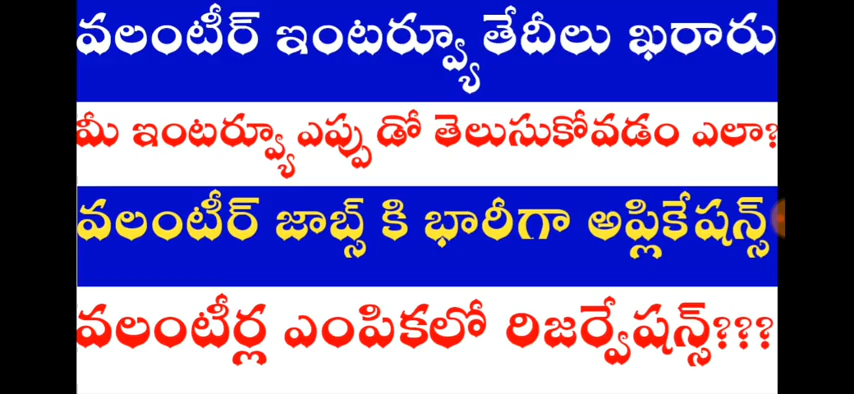 వలంటీర్ ఇంటర్వ్యూ తేదీలు ఖరారు
మీ ఇంటర్వ్యూ ఎప్పుడో తెలుసుకోవడం ఎలా?
వలంటీర్ జాబ్స్ కి భారీగా అప్లికేషన్స్
వలంటీర్ల ఎంపికలో రిజర్వేషన్స్???